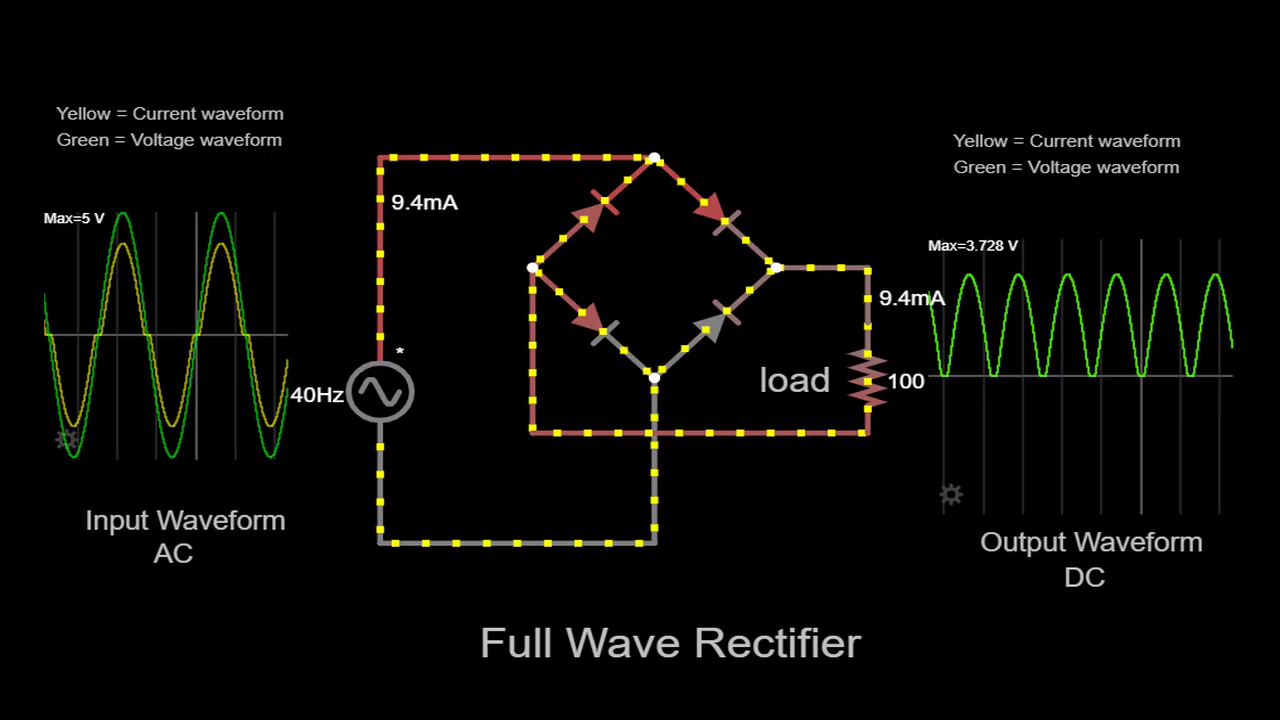 Yellow = Current waveform
Green = Voltage waveform
Max=5 V
Input Waveform
AC
9.4mA
*
40Hz
load
9.4mA
100
Yellow = Current waveform
Green = Voltage waveform
Max=3.728 V
Output Waveform
DC
Full Wave Rectifier